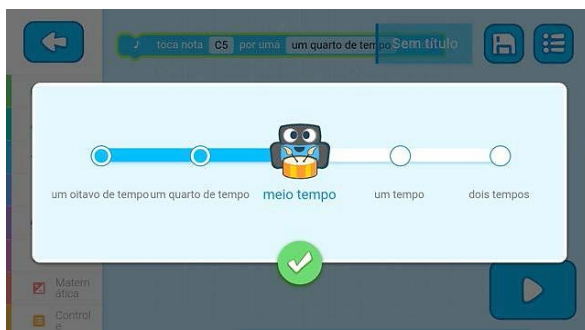 toca nota C5 por uma um quarto de tempo Sem título
um oitavo de tempo um quarto de tempo meio tempo um tempo dois tempos
Matem
ática
Control
e